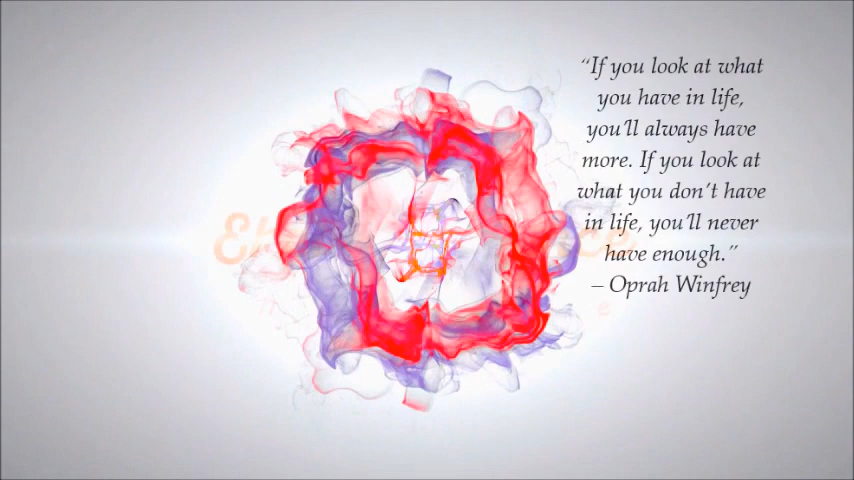 “If you look at what
you have in life,
you’ll always have
more. If you look at
what you don’t have
in life, you’ll never
have enough.”
– Oprah Winfrey